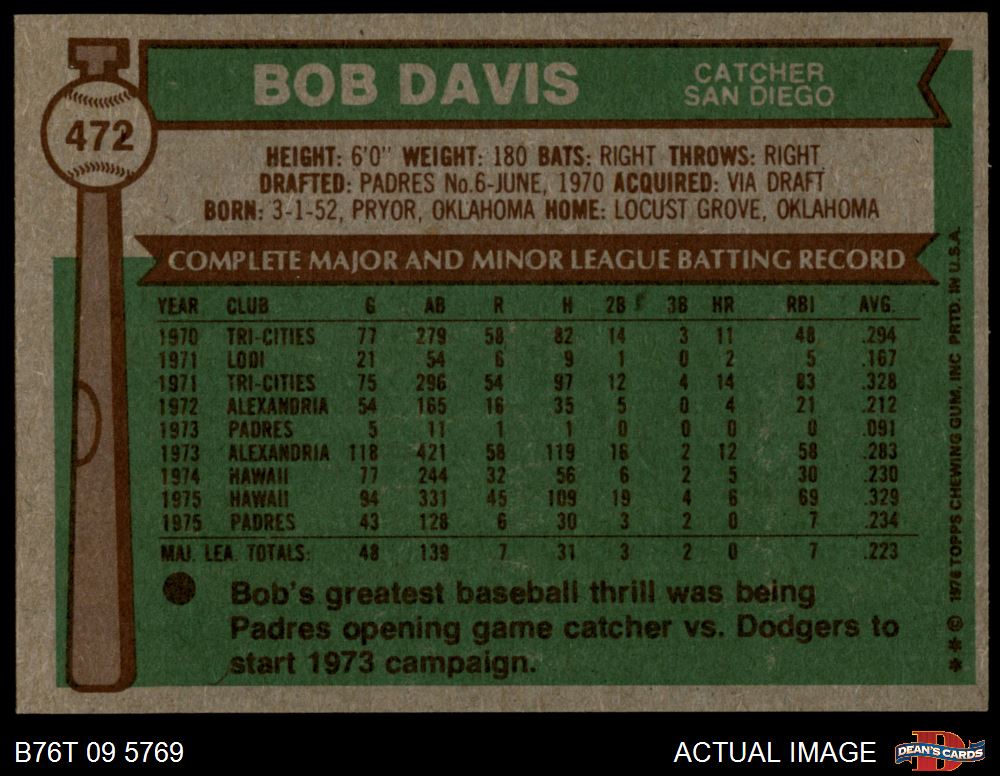 BOB DAVIS
CATCHER
SAN DIEGO
472
HEIGHT: 6'0" WEIGHT: 180 BATS: RIGHT THROWS: RIGHT
DRAFTED: PADRES No.6-JUNE, 1970 ACQUIRED: VIA DRAFT
BORN: 3-1-52, PRYOR, OKLAHOMA HOME: LOCUST GROVE, OKLAHOMA
COMPLETE MAJOR AND MINOR LEAGUE BATTING RECORD
YEAR CLUB G AB R H 2B 3B HR RBI AVG.
1970 TRI-CITIES 77 279 58 82 14 3 11 48 .294
1971 LODI 21 54 6 9 1 0 2 5 .167
1971 TRI-CITIES 75 296 54 97 12 4 14 83 .328
1972 ALEXANDRIA 54 165 16 35 5 0 4 21 .212
1973 PADRES 5 11 1 1 0 0 0 0 .091
1973 ALEXANDRIA 118 421 58 119 16 2 12 58 .283
1974 HAWAII 77 244 32 56 6 2 5 30 .230
1975 HAWAII 94 331 45 109 19 4 6 69 .329
1975 PADRES 43 128 6 30 3 2 0 7 .234
MAJ. LEA. TOTALS: 48 139 7 31 3 2 0 7 .223
Bob's greatest baseball thrill was being
Padres opening game catcher vs. Dodgers to
start 1973 campaign.
** © 1976 TOPPS CHEWING GUM, INC PRTD. IN U.S.A.
B76T 09 5769
ACTUAL IMAGE
DEAN'S CARDS